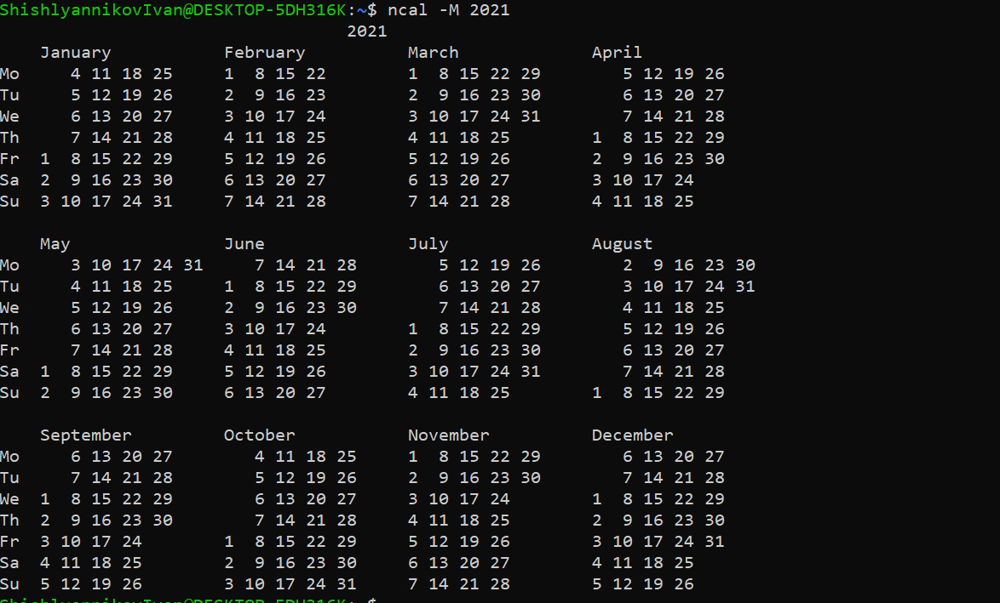 ShishlyannikovIvan@DESKTOP-5DH316K:~$ ncal -M 2021
                                  2021
    January           February          March             April
Mo     4 11 18 25     1  8 15 22        1  8 15 22 29        5 12 19 26
Tu     5 12 19 26     2  9 16 23        2  9 16 23 30        6 13 20 27
We     6 13 20 27     3 10 17 24        3 10 17 24 31        7 14 21 28
Th     7 14 21 28     4 11 18 25        4 11 18 25        1  8 15 22 29
Fr  1  8 15 22 29     5 12 19 26        5 12 19 26        2  9 16 23 30
Sa  2  9 16 23 30     6 13 20 27        6 13 20 27        3 10 17 24
Su  3 10 17 24 31     7 14 21 28        7 14 21 28        4 11 18 25

    May               June              July              August
Mo     3 10 17 24 31     7 14 21 28        5 12 19 26        2  9 16 23 30
Tu     4 11 18 25     1  8 15 22 29        6 13 20 27        3 10 17 24 31
We     5 12 19 26     2  9 16 23 30        7 14 21 28        4 11 18 25
Th     6 13 20 27     3 10 17 24        1  8 15 22 29        5 12 19 26
Fr     7 14 21 28     4 11 18 25        2  9 16 23 30        6 13 20 27
Sa  1  8 15 22 29     5 12 19 26        3 10 17 24 31        7 14 21 28
Su  2  9 16 23 30     6 13 20 27        4 11 18 25        1  8 15 22 29

    September         October           November          December
Mo     6 13 20 27        4 11 18 25     1  8 15 22 29        6 13 20 27
Tu     7 14 21 28        5 12 19 26     2  9 16 23 30        7 14 21 28
We  1  8 15 22 29        6 13 20 27     3 10 17 24        1  8 15 22 29
Th  2  9 16 23 30        7 14 21 28     4 11 18 25        2  9 16 23 30
Fr  3 10 17 24        1  8 15 22 29     5 12 19 26        3 10 17 24 31
Sa  4 11 18 25        2  9 16 23 30     6 13 20 27        4 11 18 25
Su  5 12 19 26        3 10 17 24 31     7 14 21 28        5 12 19 26
ShishlyannikovIvan@DESKTOP-5DH316K:~$